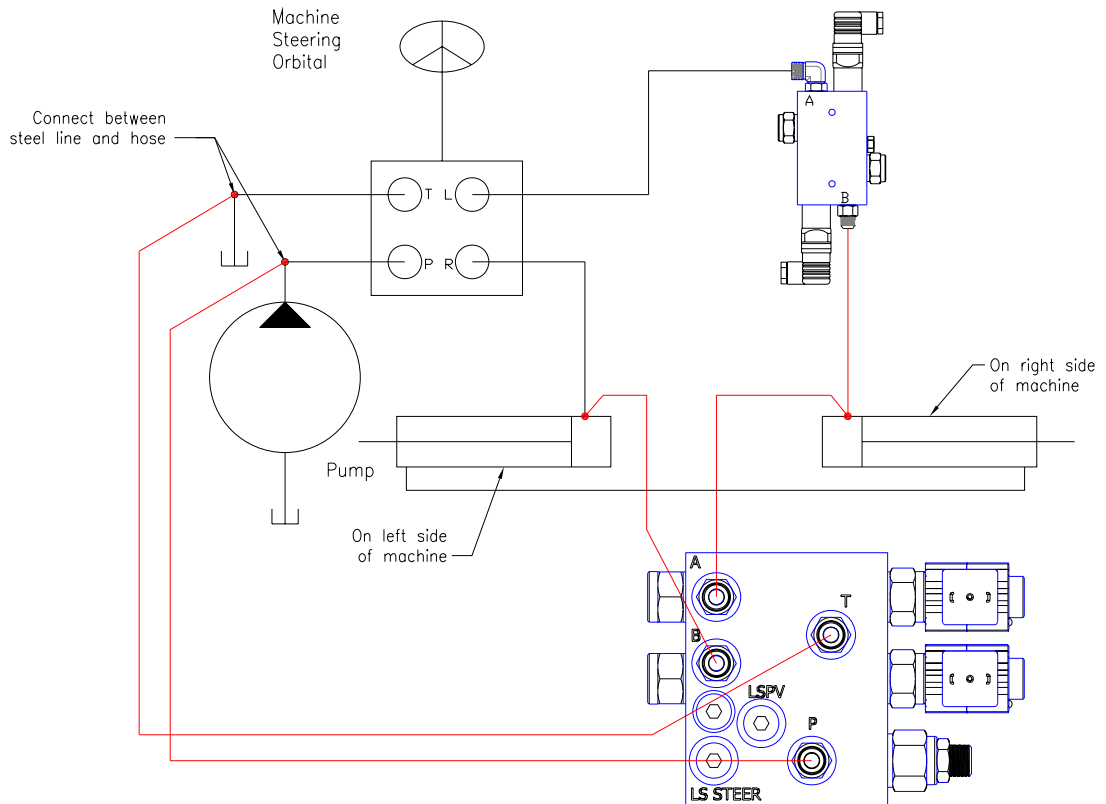 Machine
Steering
Orbital
Connect between
steel line and hose
A
T L
B
P R
On right side
of machine
Pump
On left side
of machine
A
T
B
LSPV
P
LS STEER